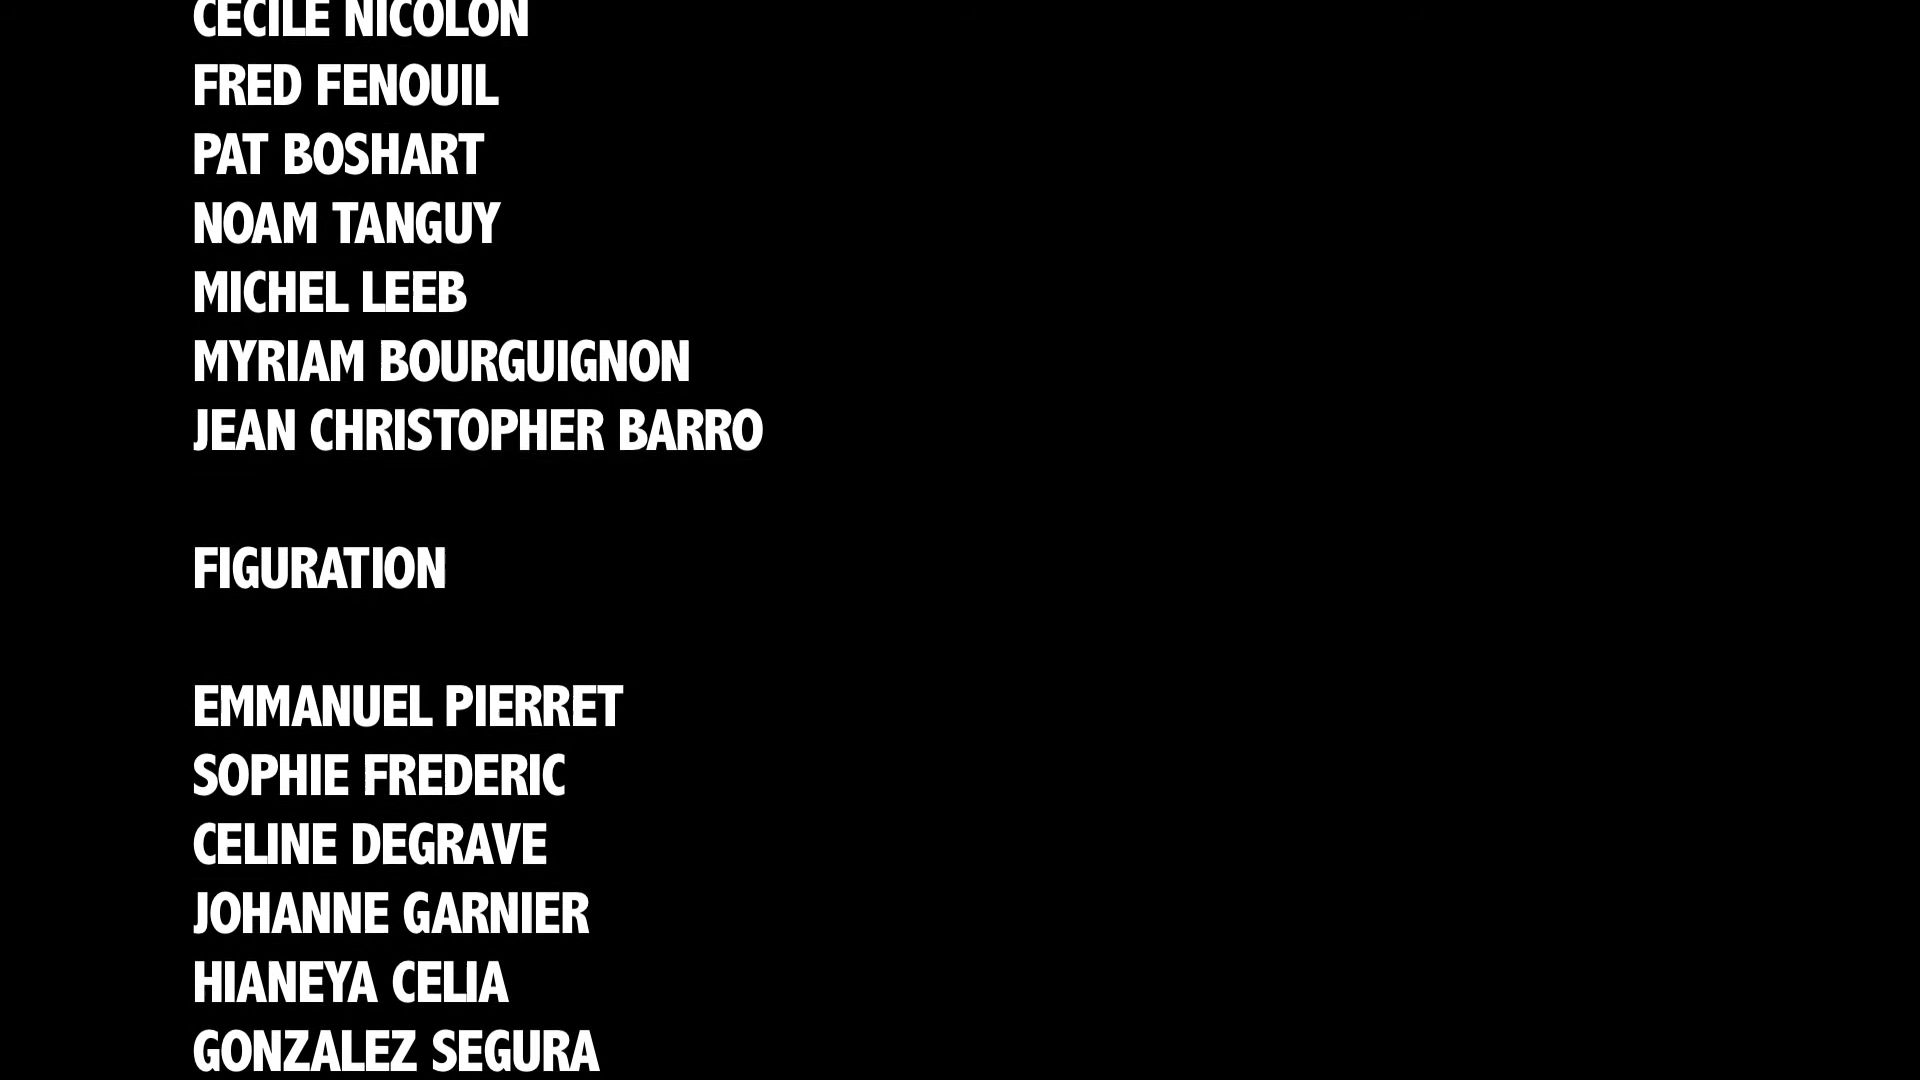 CECILE NICOLON
FRED FENOUIL
PAT BOSHART
NOAM TANGUY
MICHEL LEEB
MYRIAM BOURGUIGNON
JEAN CHRISTOPHER BARRO
FIGURATION
EMMANUEL PIERRET
SOPHIE FREDERIC
CELINE DEGRAVE
JOHANNE GARNIER
HIANEYA CELIA
GONZALEZ SEGURA